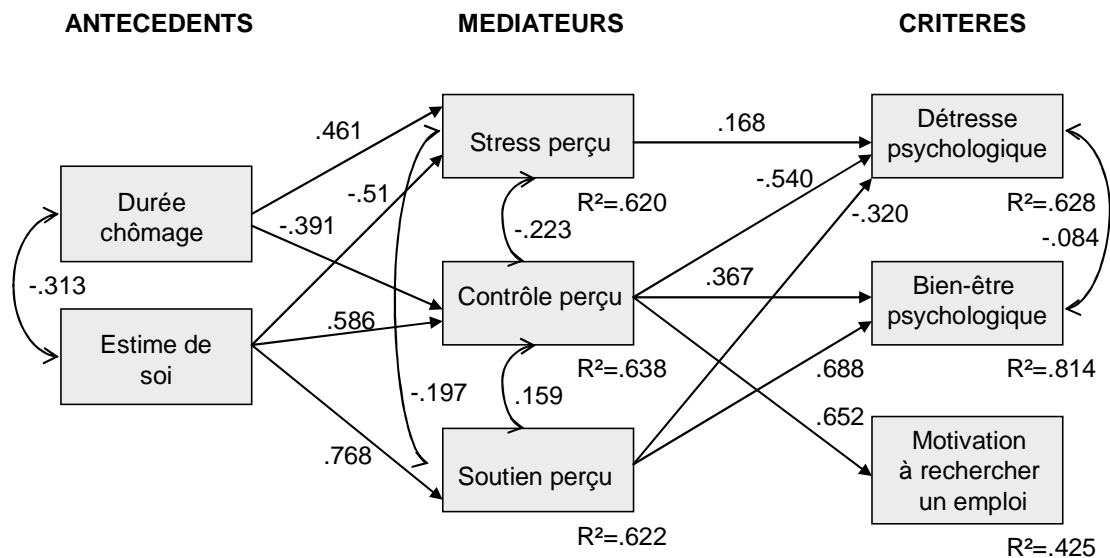 ANTECEDENTS
MEDIATEURS
CRITERES
Durée
chômage
Estime de
soi
-.313
.461
-.51
-.391
.586
.768
Stress perçu
R²=.620
-.223
Contrôle perçu
R²=.638
-.197
.159
Soutien perçu
R²=.622
.168
-.540
-.320
.367
.688
.652
Détresse
psychologique
R²=.628
-.084
Bien-être
psychologique
R²=.814
Motivation
à rechercher
un emploi
R²=.425